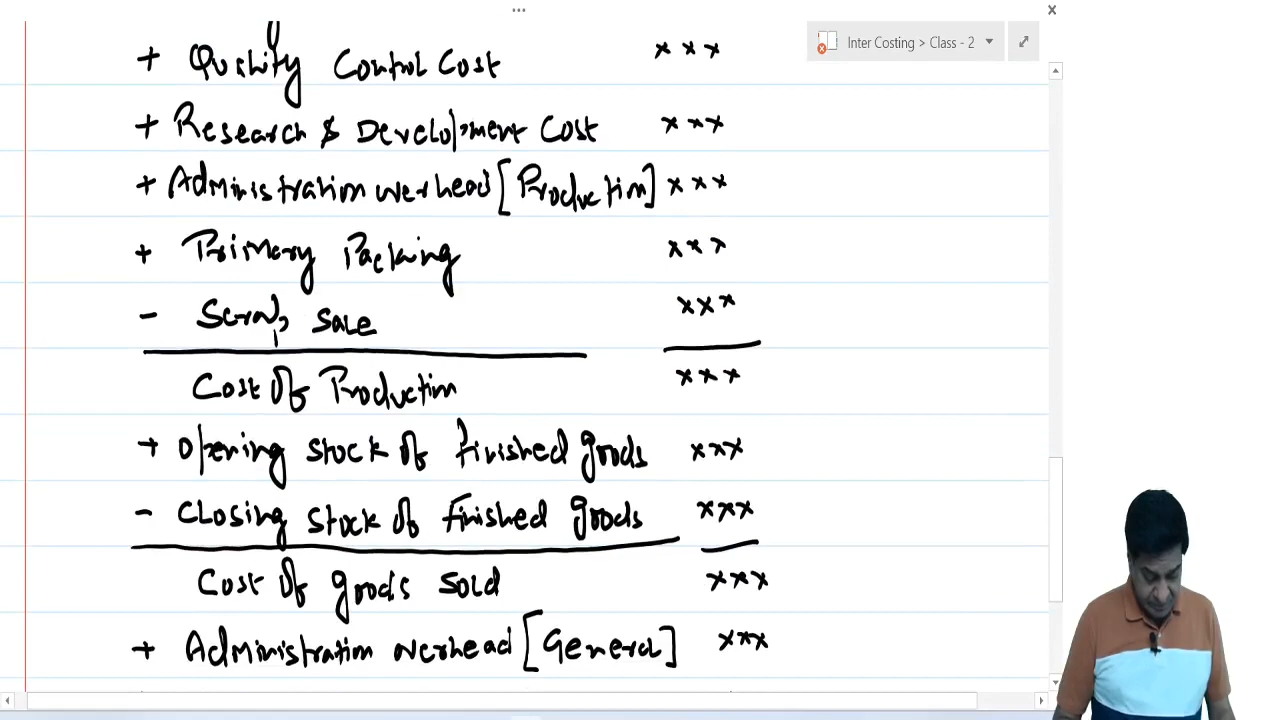 Inter Costing > Class - 2
+ Quality Control Cost xxx
+ Research & Development Cost xxx
+ Administration overhead [Production] xxx
+ Primary Packing xxx
- Scrap Sale xxx
Cost of Production xxx
+ Opening stock of finished goods xxx
- Closing stock of finished goods xxx
Cost of goods sold xxx
+ Administration overhead [General] xxx